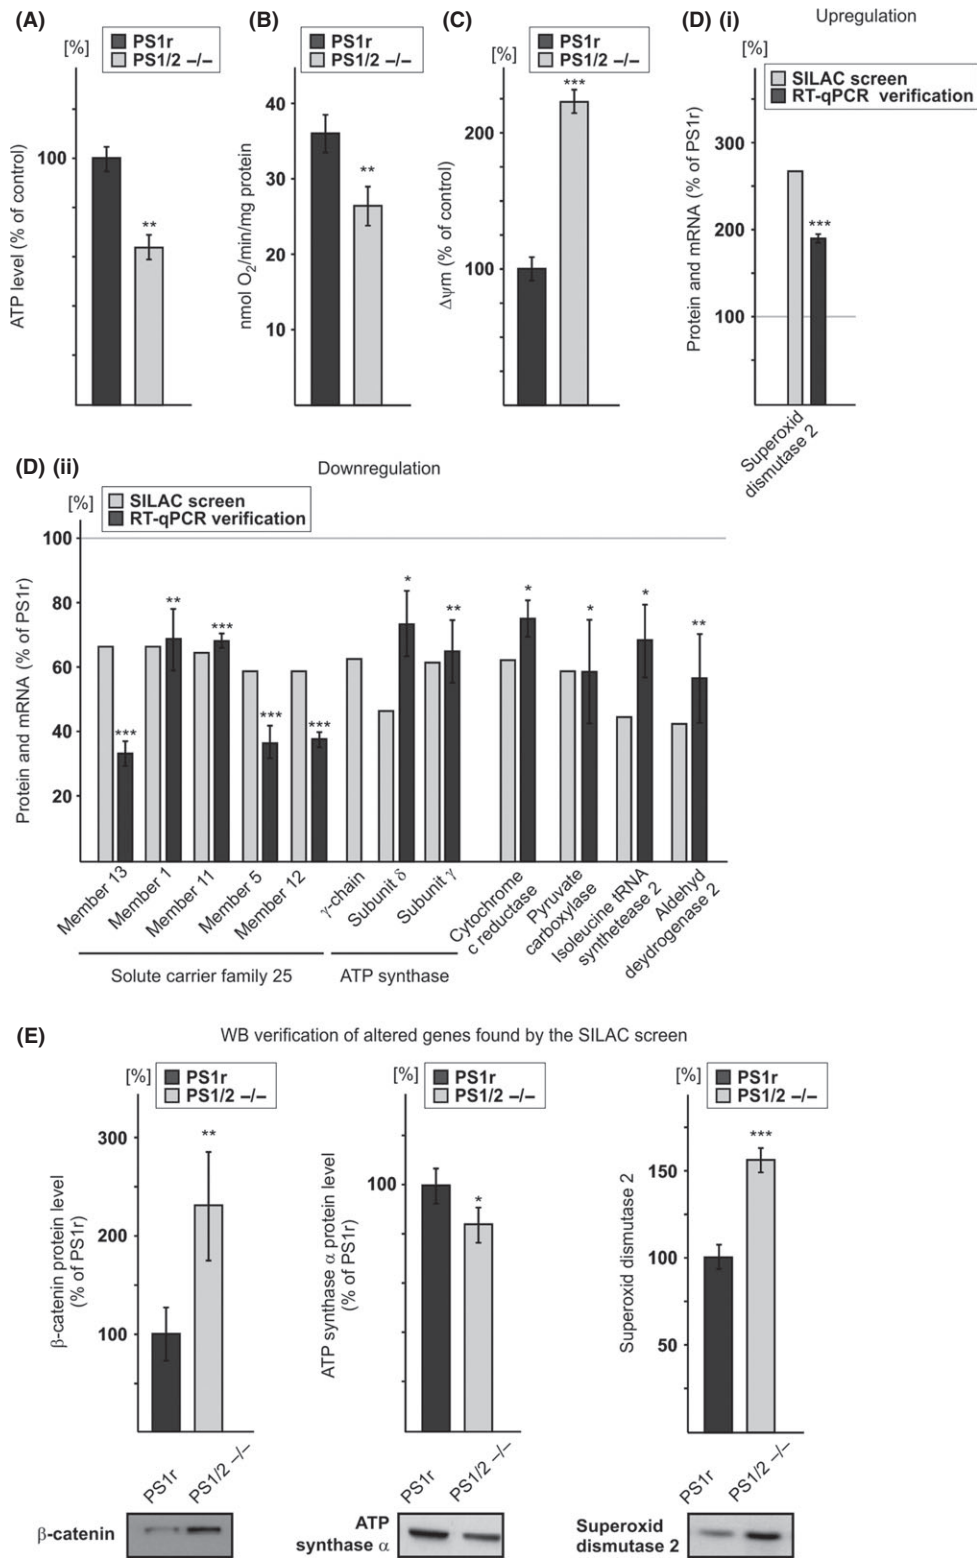 (A)
[%]
PS1r
PS1/2 –/–
ATP level (% of control)
100
**
(B)
PS1r
PS1/2 –/–
nmol O2/min/mg protein
40
30
20
10
**
(C)
PS1r
PS1/2 –/–
[%]
Δψm (% of control)
200
100
***
(D) (i)
Upregulation
[%]
SILAC screen
RT-qPCR verification
Protein and mRNA (% of PS1r)
300
200
100
***
Superoxid
dismutase 2
(D) (ii)
Downregulation
[%]
SILAC screen
RT-qPCR verification
Protein and mRNA (% of PS1r)
100
80
60
40
20
***
**
***
***
***
*
**
*
*
*
**
Member 13
Member 1
Member 11
Member 5
Member 12
γ-chain
Subunit δ
Subunit γ
Cytochrome
c reductase
Pyruvate
carboxylase
Isoleucine tRNA
synthetease 2
Aldehyd
deydrogenase 2
Solute carrier family 25
ATP synthase
(E)
WB verification of altered genes found by the SILAC screen
[%]
PS1r
PS1/2 –/–
β-catenin protein level
(% of PS1r)
300
200
100
**
PS1r
PS1/2 –/–
β-catenin
[%]
PS1r
PS1/2 –/–
ATP synthase α protein level
(% of PS1r)
100
*
PS1r
PS1/2 –/–
ATP
synthase α
[%]
PS1r
PS1/2 –/–
Superoxid dismutase 2
150
100
50
***
PS1r
PS1/2 –/–
Superoxid
dismutase 2